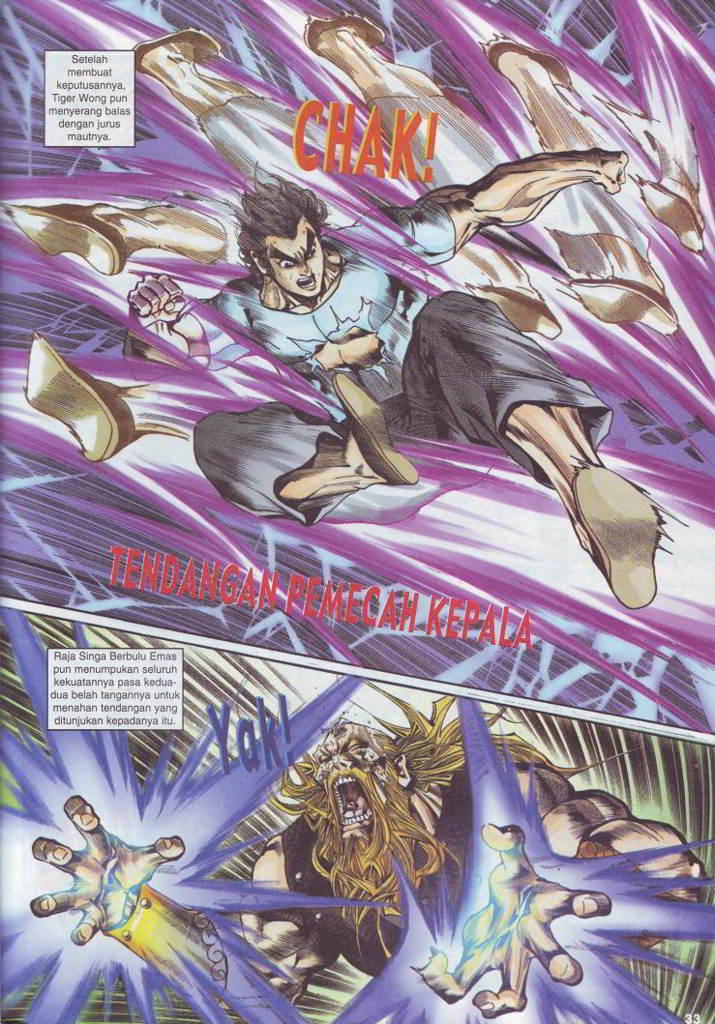 Setelah
membuat
keputusannya,
Tiger Wong pun
menyerang balas
dengan jurus
mautnya.
CHAK!
TENDANGAN PEMECAH KEPALA
Raja Singa Berbulu Emas
pun menumpukan seluruh
kekuatannya pasa kedua-
dua belah tangannya untuk
menahan tendangan yang
ditunjukan kepadanya itu.
Yak!
33